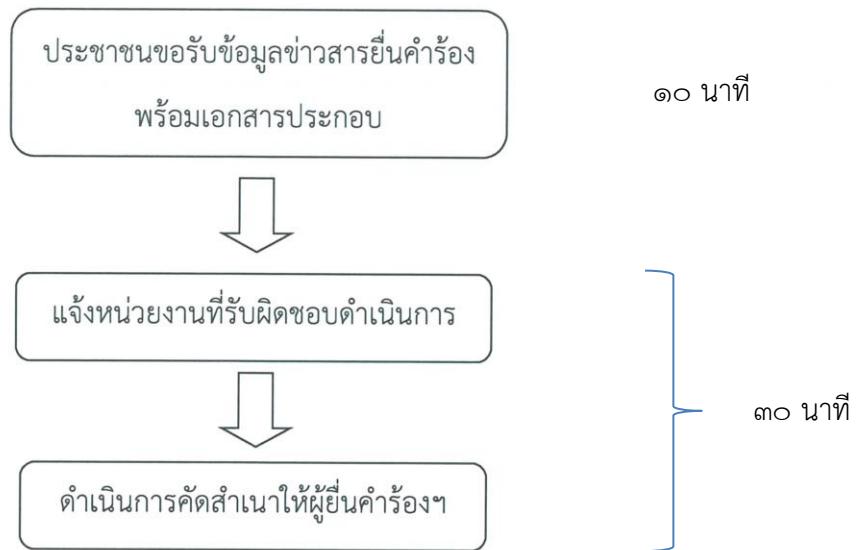 ประชาชนขอรับข้อมูลข่าวสารยื่นคำร้อง
พร้อมเอกสารประกอบ
๑๐ นาที
แจ้งหน่วยงานที่รับผิดชอบดำเนินการ
๓๐ นาที
ดำเนินการคัดสำเนาให้ผู้ยื่นคำร้องฯ